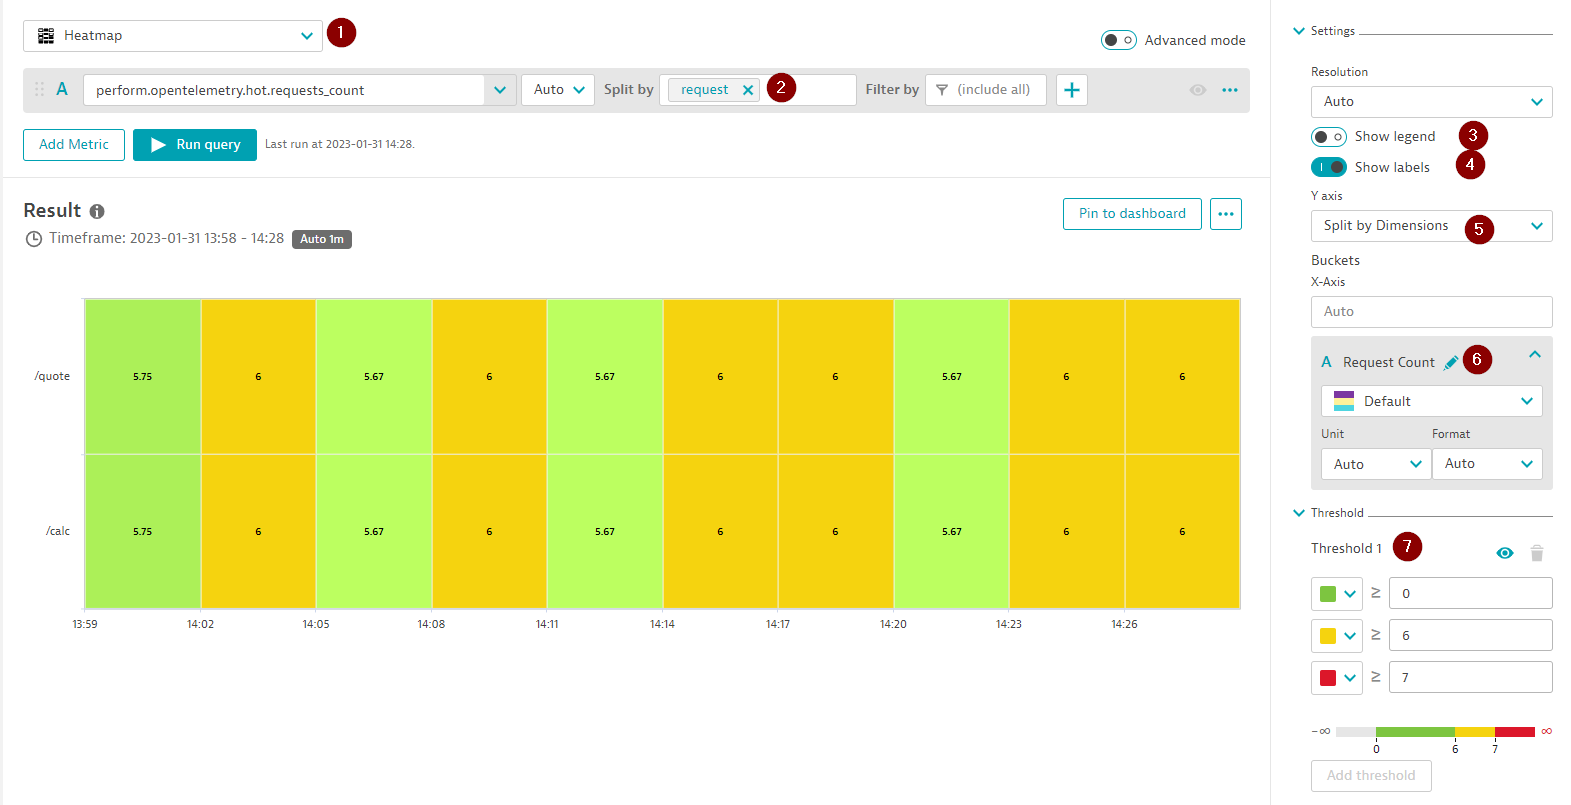 Heatmap
1
Advanced mode
A perform.opentelemetry.hot.requests_count Auto Split by request 2 Filter by (include all)
Add Metric Run query Last run at 2023-01-31 14:28.
Result
Timeframe: 2023-01-31 13:58 - 14:28 Auto 1m
Pin to dashboard
/quote 5.75 6 5.67 6 5.67 6 6 5.67 6 6
/calc 5.75 6 5.67 6 5.67 6 6 5.67 6 6
13:59 14:02 14:05 14:08 14:11 14:14 14:17 14:20 14:23 14:26
Settings
Resolution
Auto
Show legend 3
Show labels 4
Y axis
Split by Dimensions 5
Buckets
X-Axis
Auto
A Request Count 6
Default
Unit Format
Auto Auto
Threshold
Threshold 1 7
≥ 0
≥ 6
≥ 7
-∞ ∞
0 6 7
Add threshold